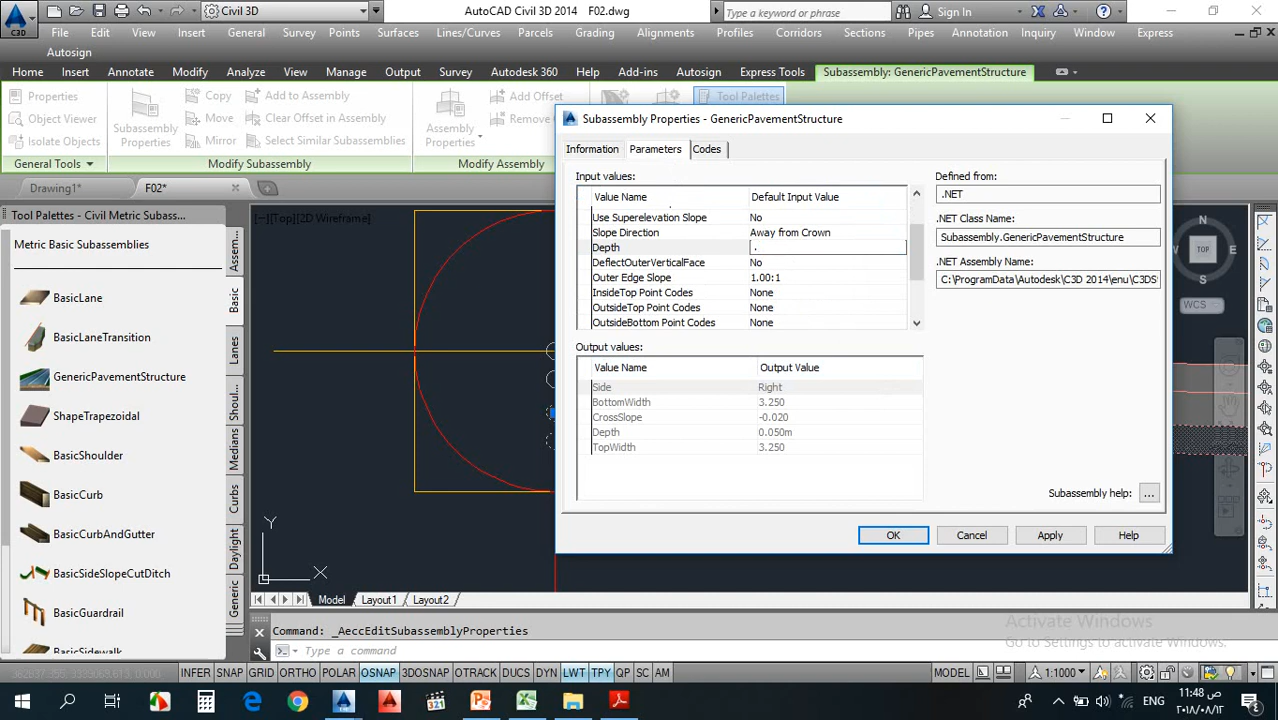 Civil 3D
AutoCAD Civil 3D 2014 F02.dwg
Type a keyword or phrase
Sign In
C3D
File Edit View Insert General Survey Points Surfaces Lines/Curves Parcels Grading Alignments Profiles Corridors Sections Pipes Annotation Inquiry Window Express
Autosign
Home Insert Annotate Modify Analyze View Manage Output Survey Autodesk 360 Help Add-ins Autosign Express Tools Subassembly: GenericPavementStructure
Properties
Object Viewer
Isolate Objects
General Tools
Subassembly Properties
Copy
Move
Mirror
Add to Assembly
Clear Offset in Assembly
Select Similar Subassemblies
Modify Subassembly
Assembly Properties
Add Offset
Remove
Modify Assembly
Tool Palettes
Drawing1*
F02*
Tool Palettes - Civil Metric Subass...
Metric Basic Subassemblies
BasicLane
BasicLaneTransition
GenericPavementStructure
ShapeTrapezoidal
BasicShoulder
BasicCurb
BasicCurbAndGutter
BasicSideSlopeCutDitch
BasicGuardrail
BasicSidewalk
Assem...
Basic
Lanes
Shoul...
Medians
Curbs
Daylight
Generic
[−][Top][2D Wireframe]
Y
X
Subassembly Properties - GenericPavementStructure
Information Parameters Codes
Input values:
Value Name Default Input Value
Use Superelevation Slope No
Slope Direction Away from Crown
Depth .
DeflectOuterVerticalFace No
Outer Edge Slope 1.00:1
InsideTop Point Codes None
OutsideTop Point Codes None
OutsideBottom Point Codes None
Output values:
Value Name Output Value
Side Right
BottomWidth 3.250
CrossSlope -0.020
Depth 0.050m
TopWidth 3.250
Defined from:
.NET
.NET Class Name:
Subassembly.GenericPavementStructure
.NET Assembly Name:
C:\ProgramData\Autodesk\C3D 2014\enu\C3DS
Subassembly help: ...
OK Cancel Apply Help
N
TOP
E
S
WCS
Model Layout1 Layout2
Activate Windows
Go to Settings to activate Windows.
Command: _AeccEditSubassemblyProperties
Type a command
INFER SNAP GRID ORTHO POLAR OSNAP 3DOSNAP OTRACK DUCS DYN LWT TPY QP SC AM
MODEL
1:1000
321
ENG
11:48 ص
٢٠١٨/٠٨/١٢